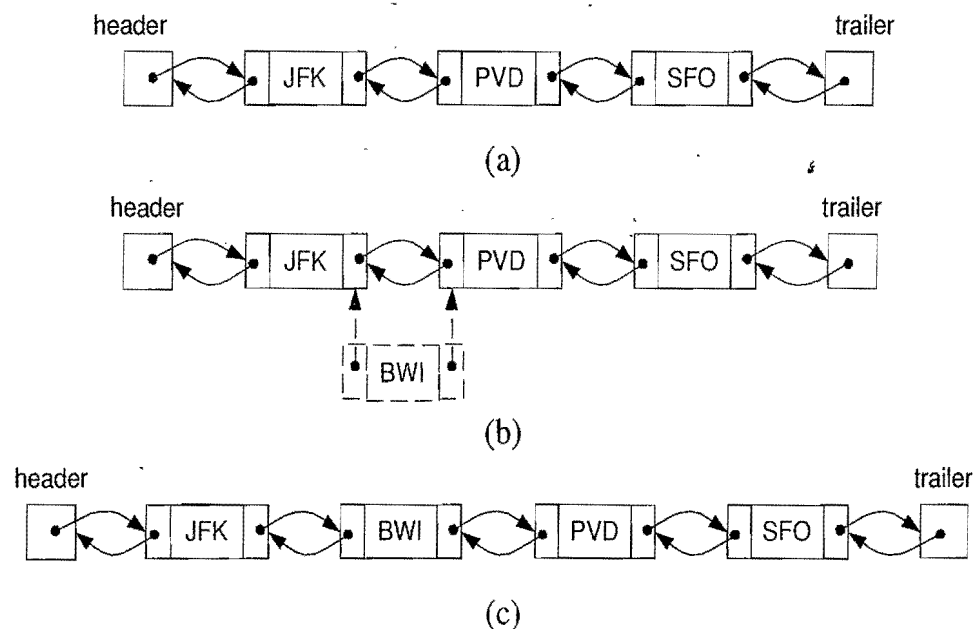 header trailer
JFK PVD SFO
(a)
header trailer
JFK PVD SFO
BWI
(b)
header trailer
JFK BWI PVD SFO
(c)